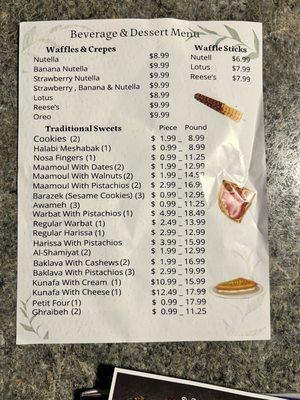 Beverage & Dessert Menu
Waffles & Crepes
Nutella $8.99
Banana Nutella $9.99
Strawberry Nutella $9.99
Strawberry , Banana & Nutella $9.99
Lotus $8.99
Reese's $9.99
Oreo $9.99
Waffle Sticks
Nutell $6.99
Lotus $7.99
Reese's $7.99
Traditional Sweets Piece Pound
Cookies (2) $ 1.99 _ 8.99
Halabi Meshabak (1) $ 0.99 _ 8.99
Nosa Fingers (1) $ 0.99 _ 11.25
Maamoul With Dates (2) $ 1.99 _ 12.99
Maamoul With Walnuts (2) $ 1.99 _
Maamoul With Pistachios (2) $ 2.99 _ 16.99
Barazek (Sesame Cookies) (3) $ 0.99 _ 12.99
Awameh (3) $ 0.99 _ 11.25
Warbat With Pistachios (1) $ 4.99 _ 18.49
Regular Warbat (1) $ 2.49 _ 13.99
Regular Harissa (1) $ 2.99 _ 12.99
Harissa With Pistachios $ 3.99 _ 15.99
Al-Shamiyat (2) $ 1.99 _ 12.99
Baklava With Cashews (2) $ 1.99 _ 16.99
Baklava With Pistachios (3) $ 2.99 _ 19.99
Kunafa With Cream (1) $10.99 _ 15.99
Kunafa With Cheese (1) $12.49 _ 17.99
Petit Four (1) $ 0.99 _ 17.99
Ghraibeh (2) $ 0.99 _ 11.25